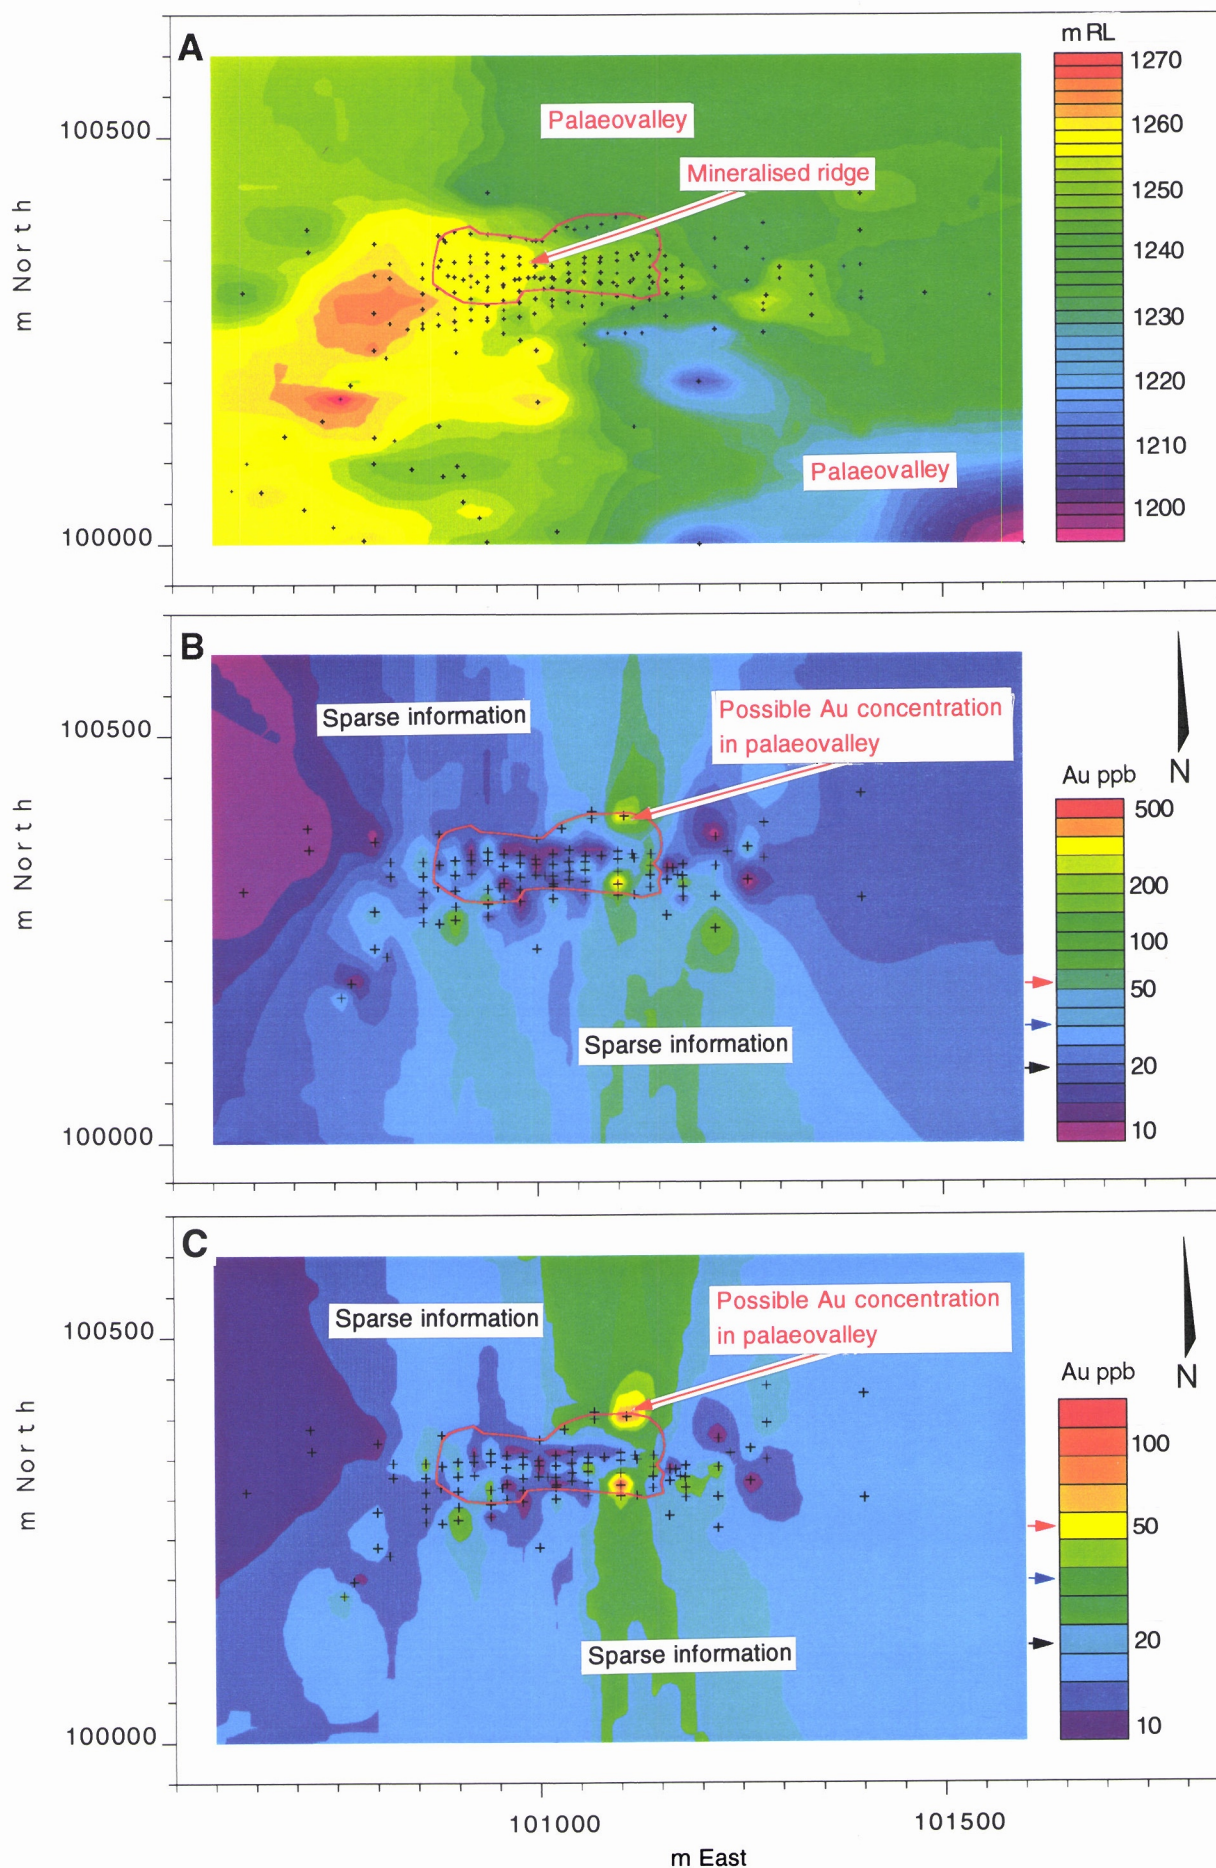 A
m RL
1270
1260
1250
1240
1230
1220
1210
1200
100500
100000
m North
Palaeovalley
Mineralised ridge
Palaeovalley
B
100500
100000
m North
Sparse information
Possible Au concentration
in palaeovalley
Sparse information
N
Au ppb
500
200
100
50
20
10
C
100500
100000
m North
Sparse information
Possible Au concentration
in palaeovalley
Sparse information
N
Au ppb
100
50
20
10
101000
101500
m East